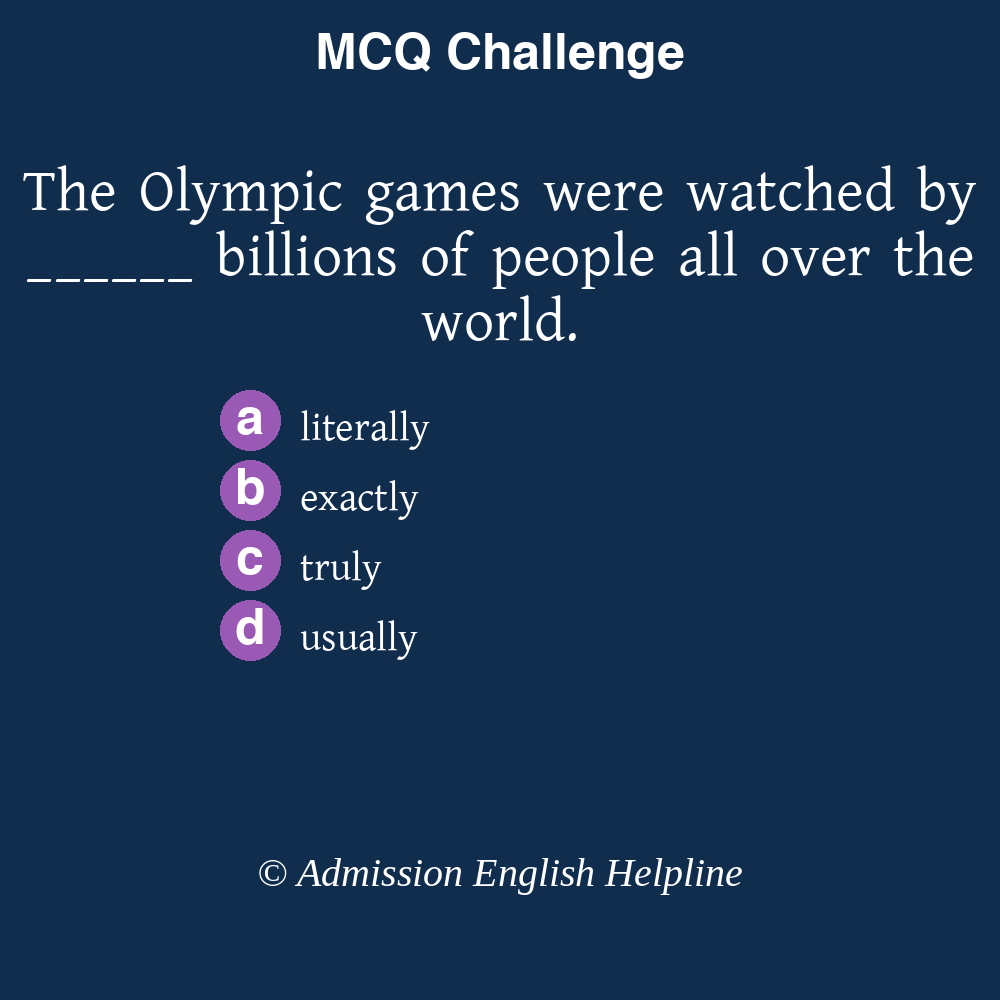 MCQ Challenge
The Olympic games were watched by
______ billions of people all over the
world.
a literally
b exactly
c truly
d usually
© Admission English Helpline